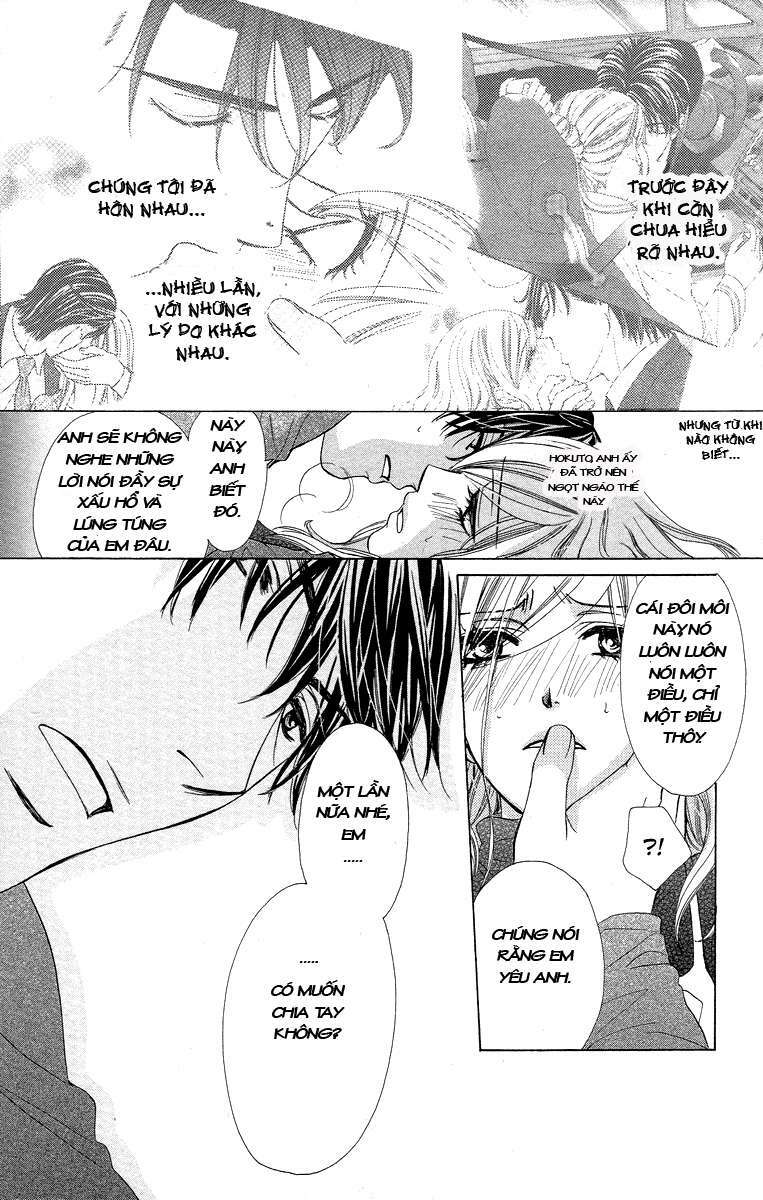 TRƯỚC ĐÂY
KHI CÒN
CHUA HIỂU
RÕ NHAU.
CHÚNG TÔI ĐÃ
HÔN NHAU...
...NHIỀU LẦN,
VỚI NHỮNG
LÝ DO KHÁC
NHAU.
NHƯNG TỪ KHI
NÀO KHÔNG
BIẾT...
HOKUTO ANH ẤY
ĐÃ TRỞ NÊN
NGỌT NGÀO THẾ
NÀY
NÀY
NÀY,
ANH
BIẾT
ĐÓ.
ANH SẼ KHÔNG
NGHE NHỮNG
LỜI NÓI ĐẦY SỰ
XẤU HỔ VÀ
LÚNG TÚNG
CỦA EM ĐÂU.
CÁI ĐÔI MÔI
NÀY,NÓ
LUÔN LUÔN
NÓI MỘT
ĐIỀU, CHỈ
MỘT ĐIỀU
THÔY.
?!
CHÚNG NÓI
RẰNG EM
YÊU ANH.
MỘT LẦN
NỮA NHÉ,
EM
.....
.....
CÓ MUỐN
CHIA TAY
KHÔNG?